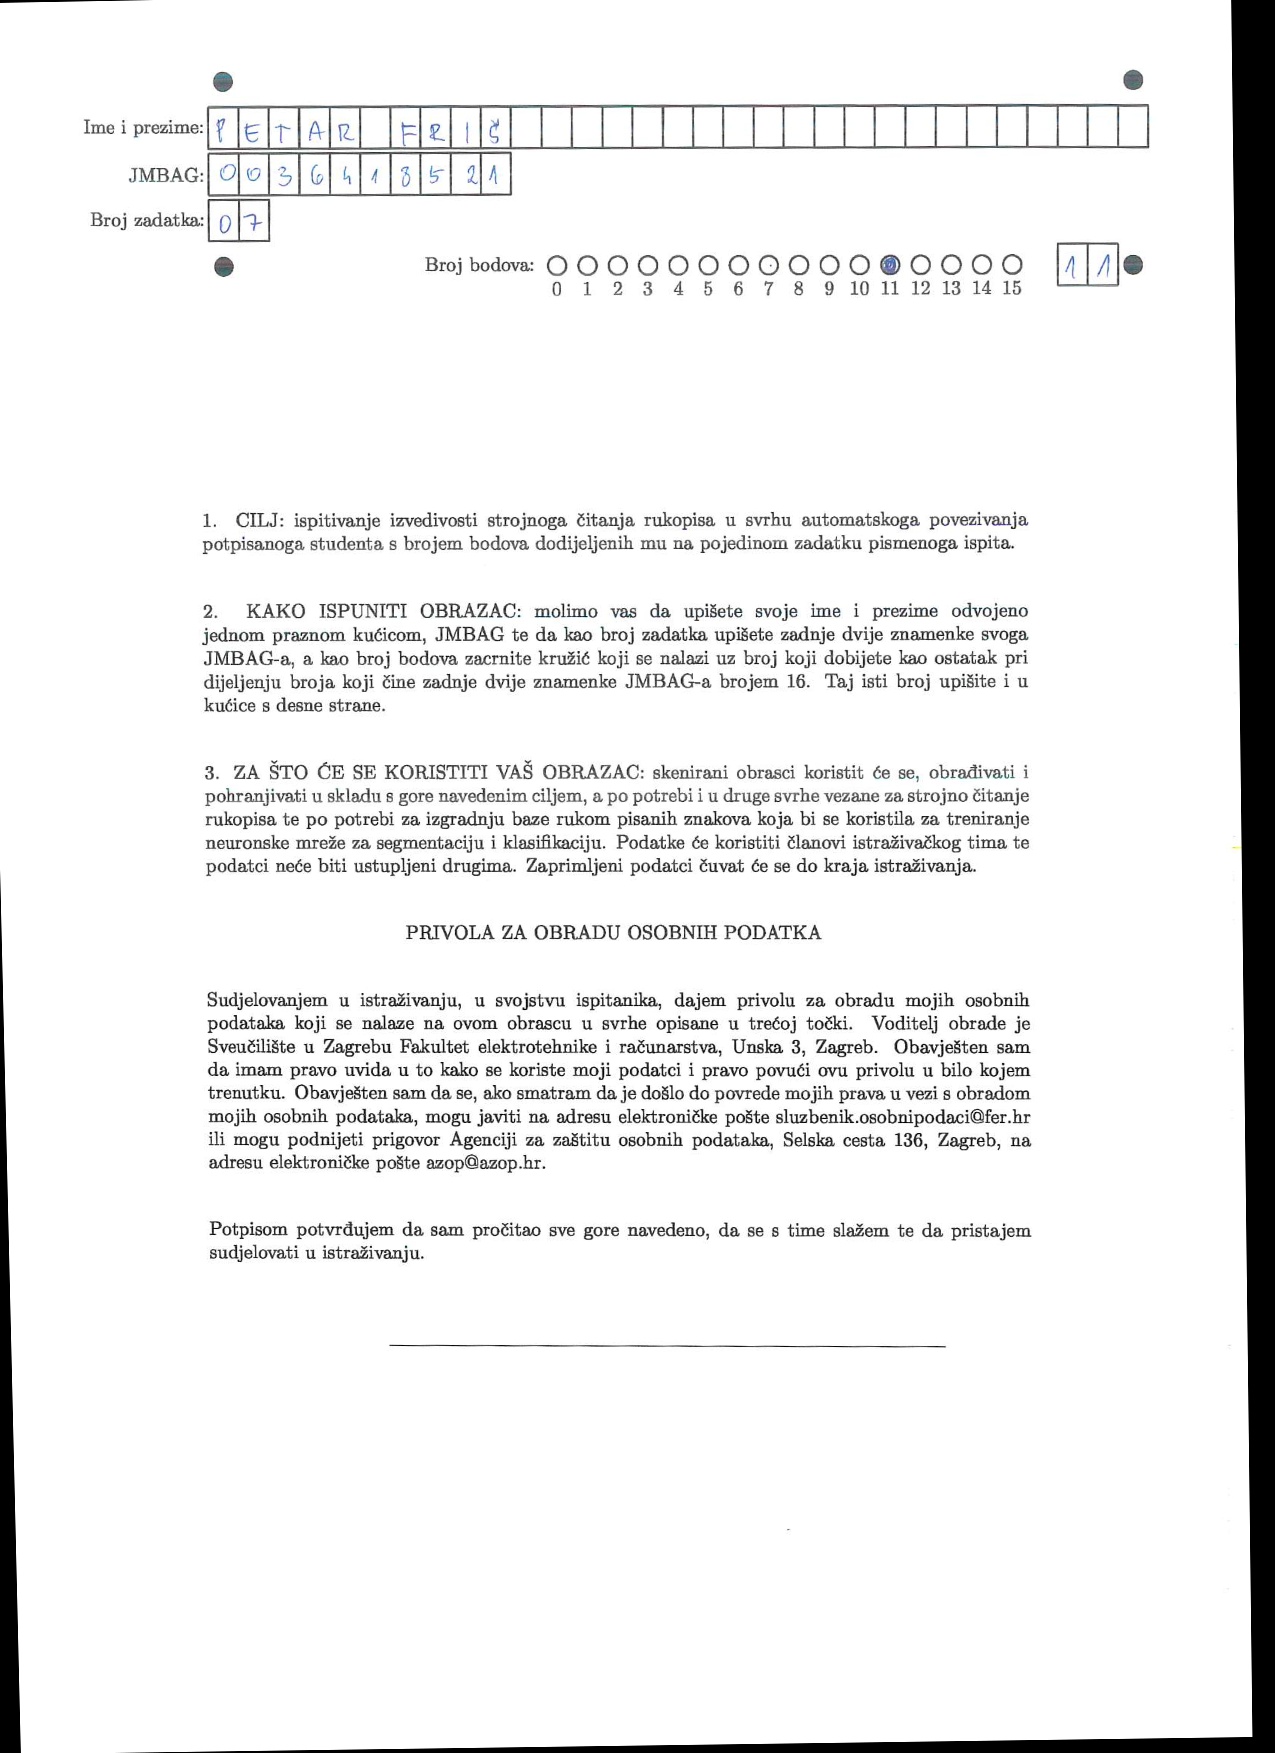 Ime i prezime: PETAR FRIČ
JMBAG: 0036418521
Broj zadatka: 07
Broj bodova: 11
0 1 2 3 4 5 6 7 8 9 10 11 12 13 14 15
1. CILJ: ispitivanje izvedivosti strojnoga čitanja rukopisa u svrhu automatskoga povezivanja
potpisanoga studenta s brojem bodova dodijeljenih mu na pojedinom zadatku pismenoga ispita.
2. KAKO ISPUNITI OBRAZAC: molimo vas da upišete svoje ime i prezime odvojeno
jednom praznom kućicom, JMBAG te da kao broj zadatka upišete zadnje dvije znamenke svoga
JMBAG-a, a kao broj bodova zacrnite kružić koji se nalazi uz broj koji dobijete kao ostatak pri
dijeljenju broja koji čine zadnje dvije znamenke JMBAG-a brojem 16. Taj isti broj upišite i u
kućice s desne strane.
3. ZA ŠTO ĆE SE KORISTITI VAŠ OBRAZAC: skenirani obrasci koristit će se, obrađivati i
pohranjivati u skladu s gore navedenim ciljem, a po potrebi i u druge svrhe vezane za strojno čitanje
rukopisa te po potrebi za izgradnju baze rukom pisanih znakova koja bi se koristila za treniranje
neuronske mreže za segmentaciju i klasifikaciju. Podatke će koristiti članovi istraživačkog tima te
podatci neće biti ustupljeni drugima. Zaprimljeni podatci čuvat će se do kraja istraživanja.
PRIVOLA ZA OBRADU OSOBNIH PODATKA
Sudjelovanjem u istraživanju, u svojstvu ispitanika, dajem privolu za obradu mojih osobnih
podataka koji se nalaze na ovom obrascu u svrhe opisane u trećoj točki. Voditelj obrade je
Sveučilište u Zagrebu Fakultet elektrotehnike i računarstva, Unska 3, Zagreb. Obavješten sam
da imam pravo uvida u to kako se koriste moji podatci i pravo povući ovu privolu u bilo kojem
trenutku. Obavješten sam da se, ako smatram da je došlo do povrede mojih prava u vezi s obradom
mojih osobnih podataka, mogu javiti na adresu elektroničke pošte sluzbenik.osobnipodaci@fer.hr
ili mogu podnijeti prigovor Agenciji za zaštitu osobnih podataka, Selska cesta 136, Zagreb, na
adresu elektroničke pošte azop@azop.hr.
Potpisom potvrđujem da sam pročitao sve gore navedeno, da se s time slažem te da pristajem
sudjelovati u istraživanju.